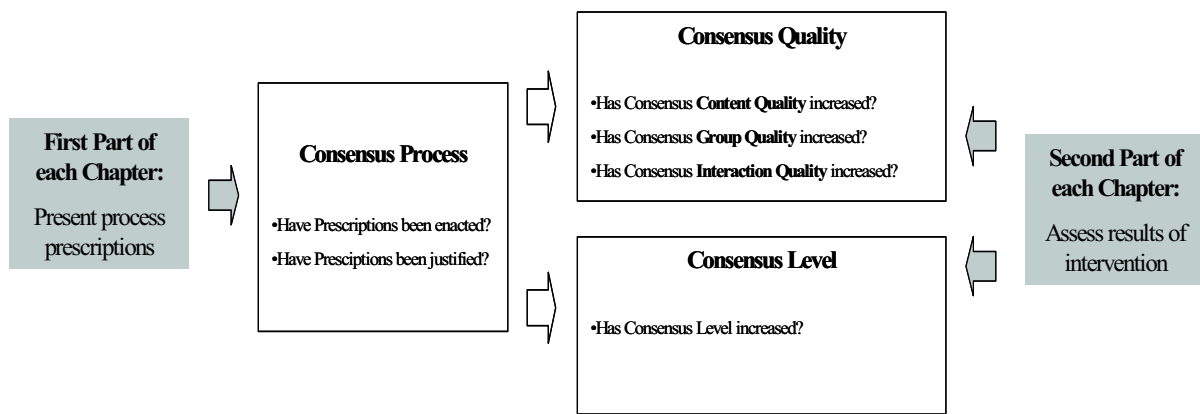 First Part of
each Chapter:
Present process
prescriptions
Consensus Process
•Have Prescriptions been enacted?
•Have Presciptions been justified?
Consensus Quality
•Has Consensus Content Quality increased?
•Has Consensus Group Quality increased?
•Has Consensus Interaction Quality increased?
Consensus Level
•Has Consensus Level increased?
Second Part of
each Chapter:
Assess results of
intervention